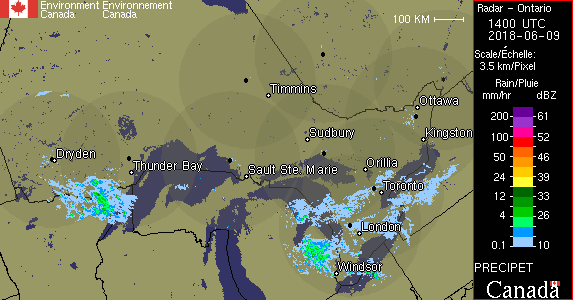 Environment Environnement
Canada Canada
100 KM
Timmins
Ottawa
Sudbury
Kingston
Dryden
Thunder Bay
Sault Ste. Marie
Orillia
Toronto
London
Windsor
Radar - Ontario
1400 UTC
2018-06-09
Scale/Échelle:
3.5 km/Pixel
Rain/Pluie
mm/hr dBZ
200 61
100 52
50 46
24 39
12 33
4 26
0.1 10
PRECIPET
Canada